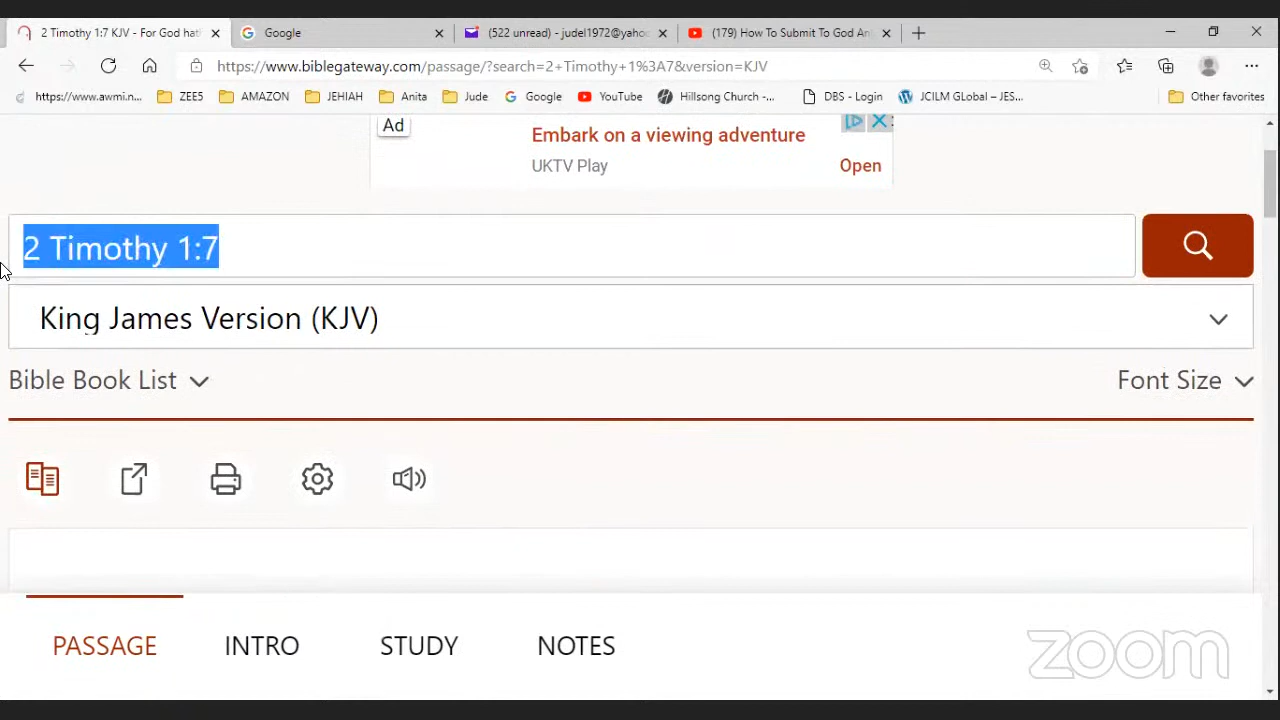 2 Timothy 1:7 KJV - For God hat
Google
(522 unread) - judel1972@yaho
(179) How To Submit To God An
https://www.biblegateway.com/passage/?search=2+Timothy+1%3A7&version=KJV
https://www.awmi.n...
ZEE5
AMAZON
JEHIAH
Anita
Jude
Google
YouTube
Hillsong Church -...
DBS - Login
JCILM GLobal – JES...
Other favorites
Ad
Embark on a viewing adventure
UKTV Play
Open
2 Timothy 1:7
King James Version (KJV)
Bible Book List
Font Size
PASSAGE
INTRO
STUDY
NOTES
zoom